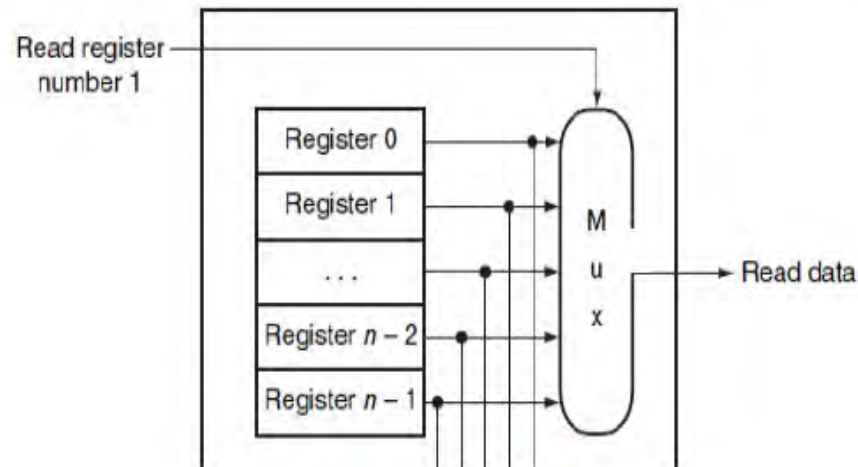 Read register
number 1
Register 0
Register 1
. . .
Register n – 2
Register n – 1
M
u
x
Read data